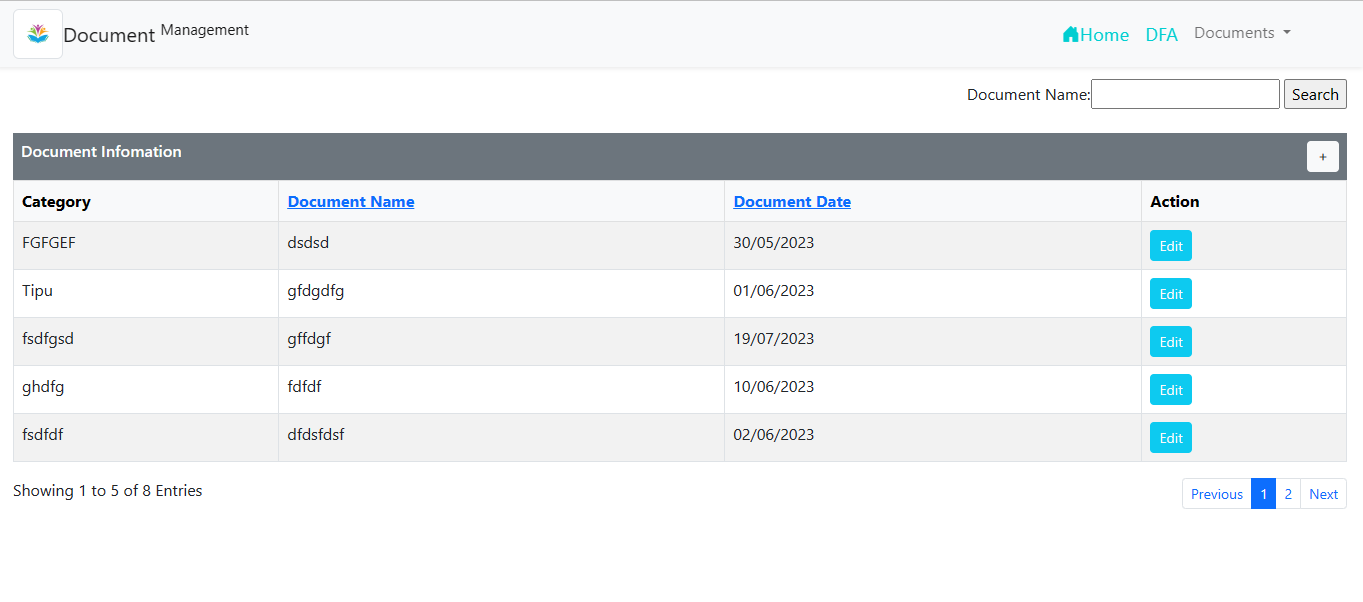 Document Management Home DFA Documents
Document Name: Search
Document Infomation +
Category Document Name Document Date Action
FGFGEF dsdsd 30/05/2023 Edit
Tipu gfdgdfg 01/06/2023 Edit
fsdfgsd gffdgf 19/07/2023 Edit
ghdfg fdfdf 10/06/2023 Edit
fsdfdf dfdsfdsf 02/06/2023 Edit
Showing 1 to 5 of 8 Entries Previous 1 2 Next